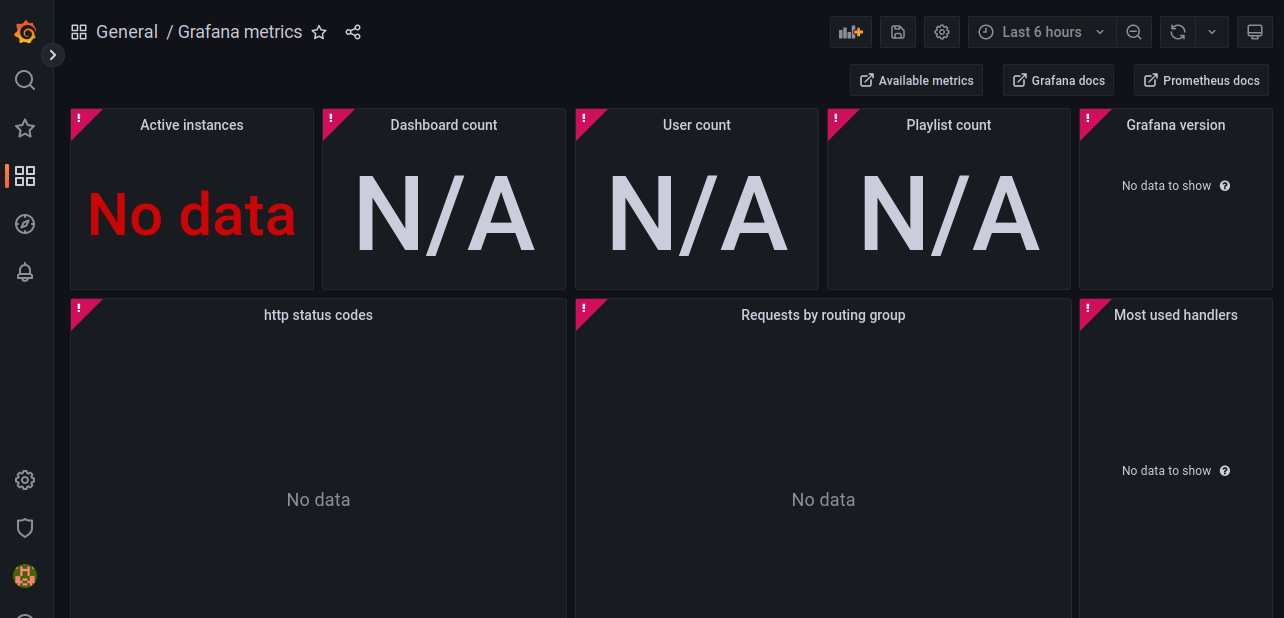 General / Grafana metrics
Last 6 hours
Available metrics
Grafana docs
Prometheus docs
! Active instances
! Dashboard count
! User count
! Playlist count
! Grafana version
No data
N/A
N/A
N/A
No data to show ?
! http status codes
! Requests by routing group
! Most used handlers
No data
No data
No data to show ?